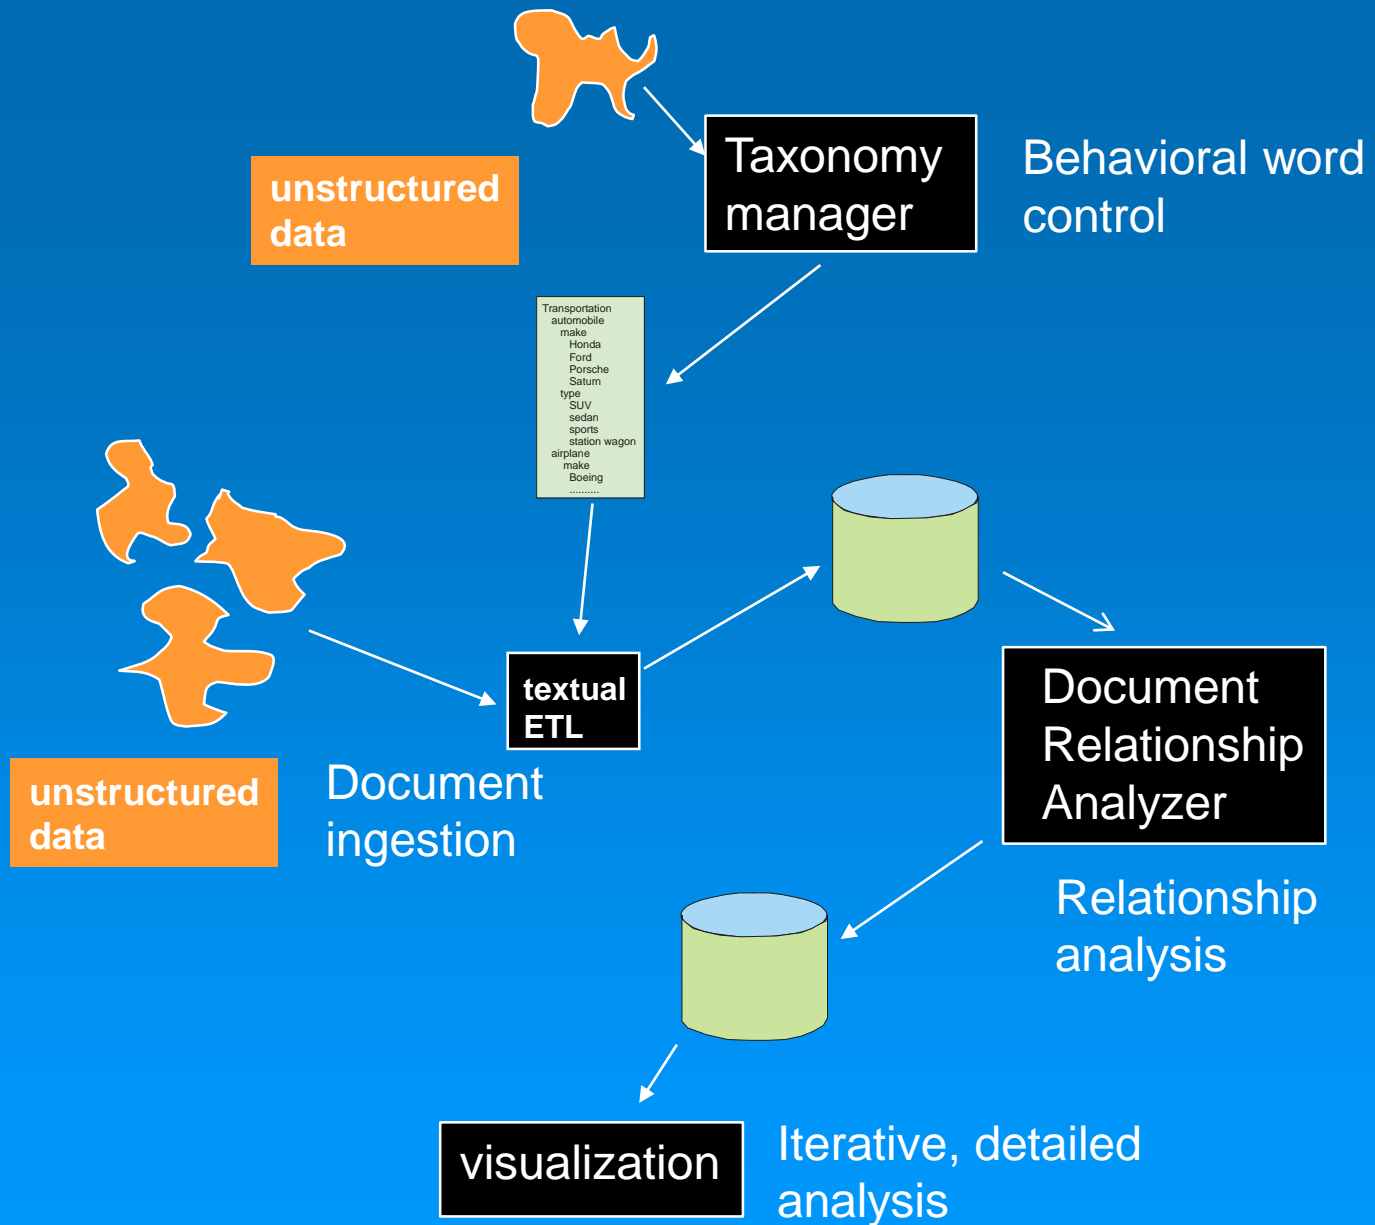 Taxonomy
manager
Behavioral word
control
unstructured
data
Transportation
automobile
make
Honda
Ford
Porsche
Saturn
type
SUV
sedan
sports
station wagon
airplane
make
Boeing
..........
textual
ETL
Document
Relationship
Analyzer
unstructured
data
Document
ingestion
Relationship
analysis
visualization
Iterative, detailed
analysis